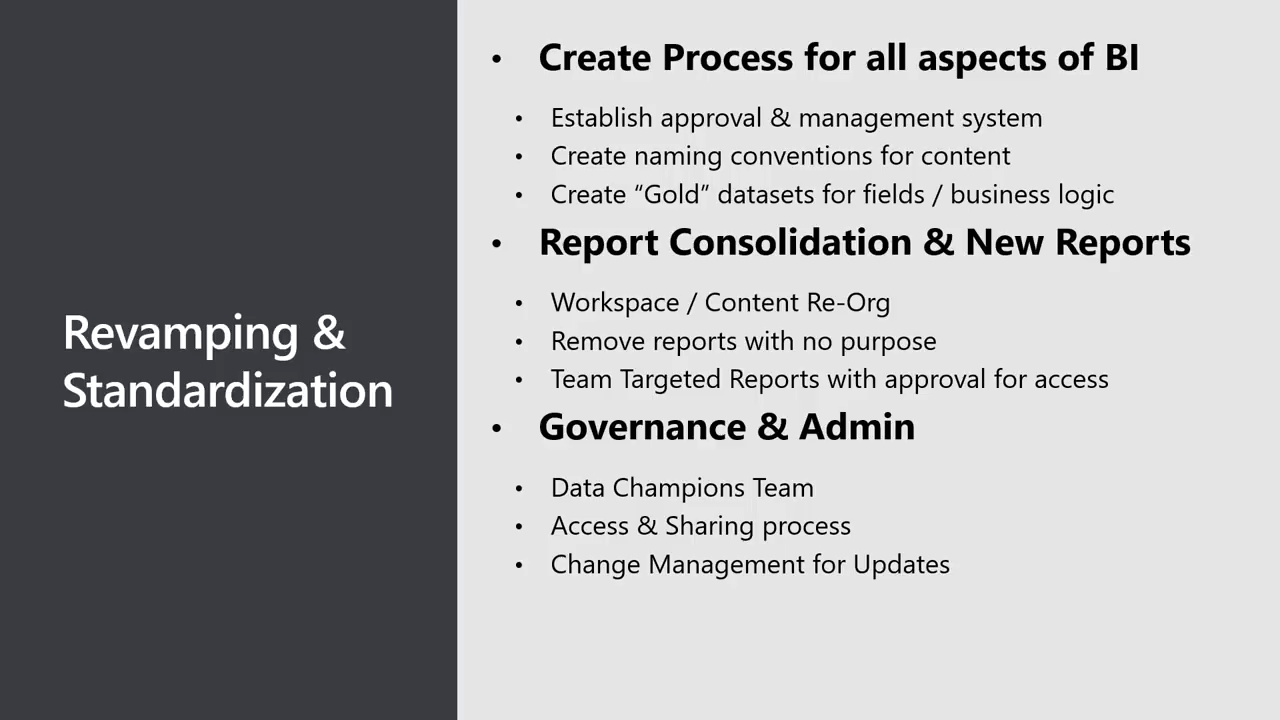 Revamping &
Standardization
• Create Process for all aspects of BI
• Establish approval & management system
• Create naming conventions for content
• Create “Gold” datasets for fields / business logic
• Report Consolidation & New Reports
• Workspace / Content Re-Org
• Remove reports with no purpose
• Team Targeted Reports with approval for access
• Governance & Admin
• Data Champions Team
• Access & Sharing process
• Change Management for Updates